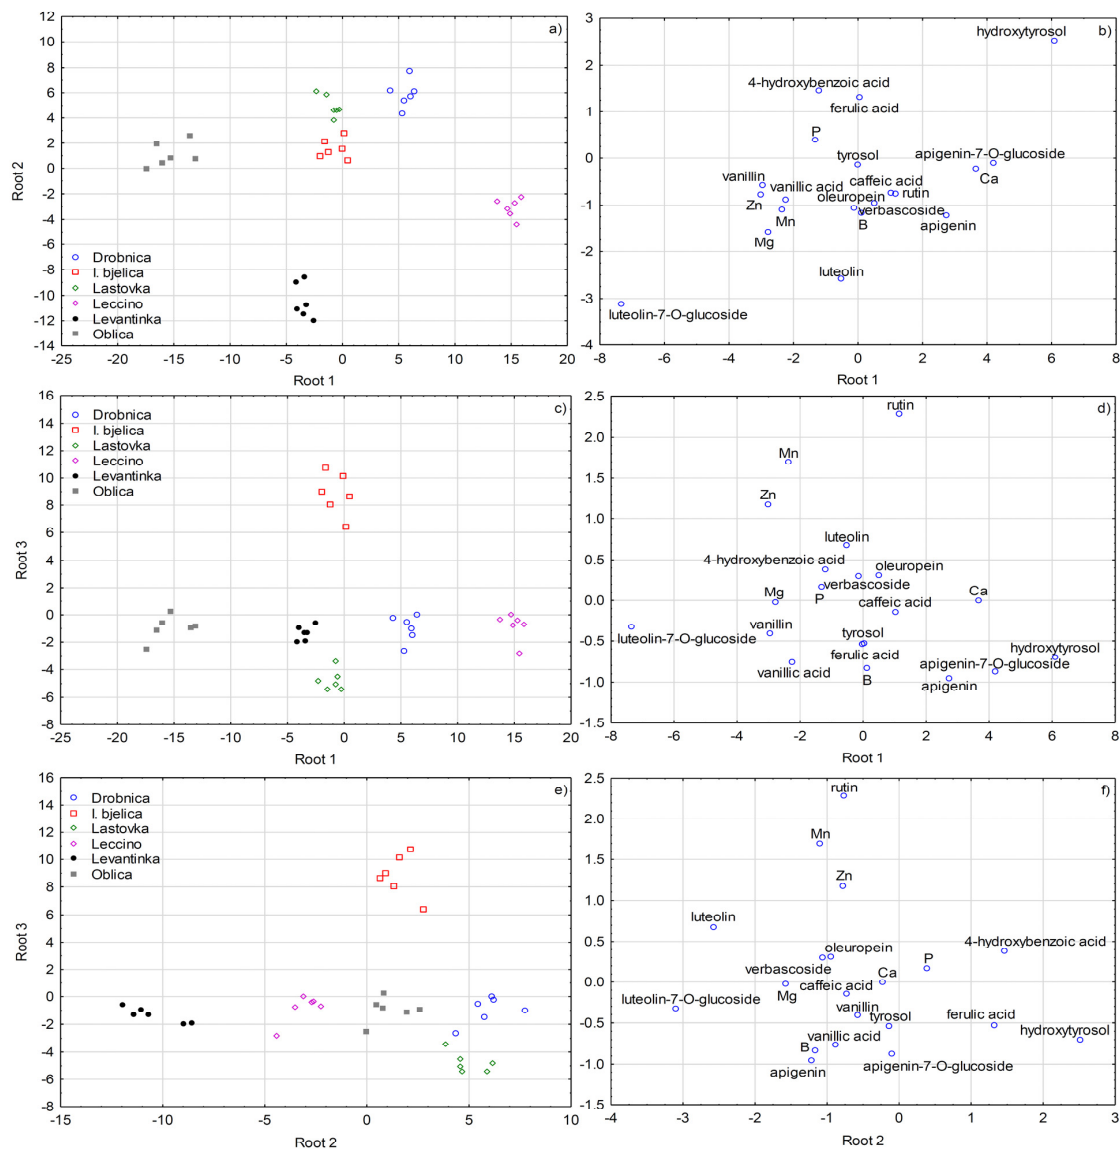 a)
12
10
8
6
4
2
0
-2
-4
-6
-8
-10
-12
-14
Root 2
Drobnica
I. bjelica
Lastovka
Leccino
Levantinka
Oblica
-25 -20 -15 -10 -5 0 5 10 15 20
Root 1
b)
3
2
1
0
-1
-2
-3
-4
hydroxytyrosol
4-hydroxybenzoic acid
ferulic acid
P
tyrosol
apigenin-7-O-glucoside
Ca
vanillin
vanillic acid
caffeic acid
Zn
oleuropein
rutin
Mn
verbascoside
B
apigenin
Mg
luteolin
luteolin-7-O-glucoside
-8 -6 -4 -2 0 2 4 6 8
Root 1
c)
16
14
12
10
8
6
4
2
0
-2
-4
-6
-8
Root 3
Drobnica
I. bjelica
Lastovka
Leccino
Levantinka
Oblica
-25 -20 -15 -10 -5 0 5 10 15 20
Root 1
d)
2.5
2.0
1.5
1.0
0.5
0.0
-0.5
-1.0
-1.5
rutin
Mn
Zn
luteolin
4-hydroxybenzoic acid
oleuropein
verbascoside
Mg
P
caffeic acid
Ca
vanillin
luteolin-7-O-glucoside
tyrosol
ferulic acid
hydroxytyrosol
vanillic acid
B
apigenin-7-O-glucoside
apigenin
-8 -6 -4 -2 0 2 4 6 8
Root 1
e)
16
14
12
10
8
6
4
2
0
-2
-4
-6
-8
Root 3
Drobnica
I. bjelica
Lastovka
Leccino
Levantinka
Oblica
-15 -10 -5 0 5 10
Root 2
f)
2.5
2.0
1.5
1.0
0.5
0.0
-0.5
-1.0
-1.5
rutin
Mn
Zn
luteolin
4-hydroxybenzoic acid
oleuropein
P
verbascoside
Ca
caffeic acid
luteolin-7-O-glucoside
Mg
vanillin
tyrosol
ferulic acid
hydroxytyrosol
vanillic acid
B
apigenin
apigenin-7-O-glucoside
-4 -3 -2 -1 0 1 2 3
Root 2